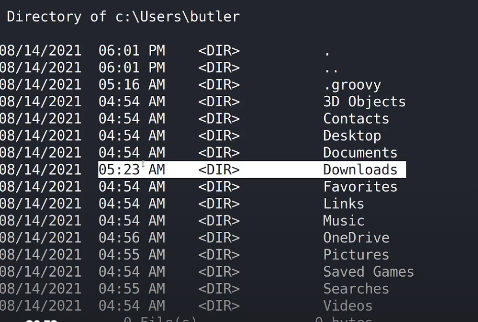 Directory of c:\Users\butler
08/14/2021 06:01 PM <DIR> .
08/14/2021 06:01 PM <DIR> ..
08/14/2021 05:16 AM <DIR> .groovy
08/14/2021 04:54 AM <DIR> 3D Objects
08/14/2021 04:54 AM <DIR> Contacts
08/14/2021 04:54 AM <DIR> Desktop
08/14/2021 04:54 AM <DIR> Documents
08/14/2021 05:23 AM <DIR> Downloads
08/14/2021 04:54 AM <DIR> Favorites
08/14/2021 04:54 AM <DIR> Links
08/14/2021 04:54 AM <DIR> Music
08/14/2021 04:56 AM <DIR> OneDrive
08/14/2021 04:55 AM <DIR> Pictures
08/14/2021 04:54 AM <DIR> Saved Games
08/14/2021 04:55 AM <DIR> Searches
08/14/2021 04:54 AM <DIR> Videos
0 File(s) 0 bytes